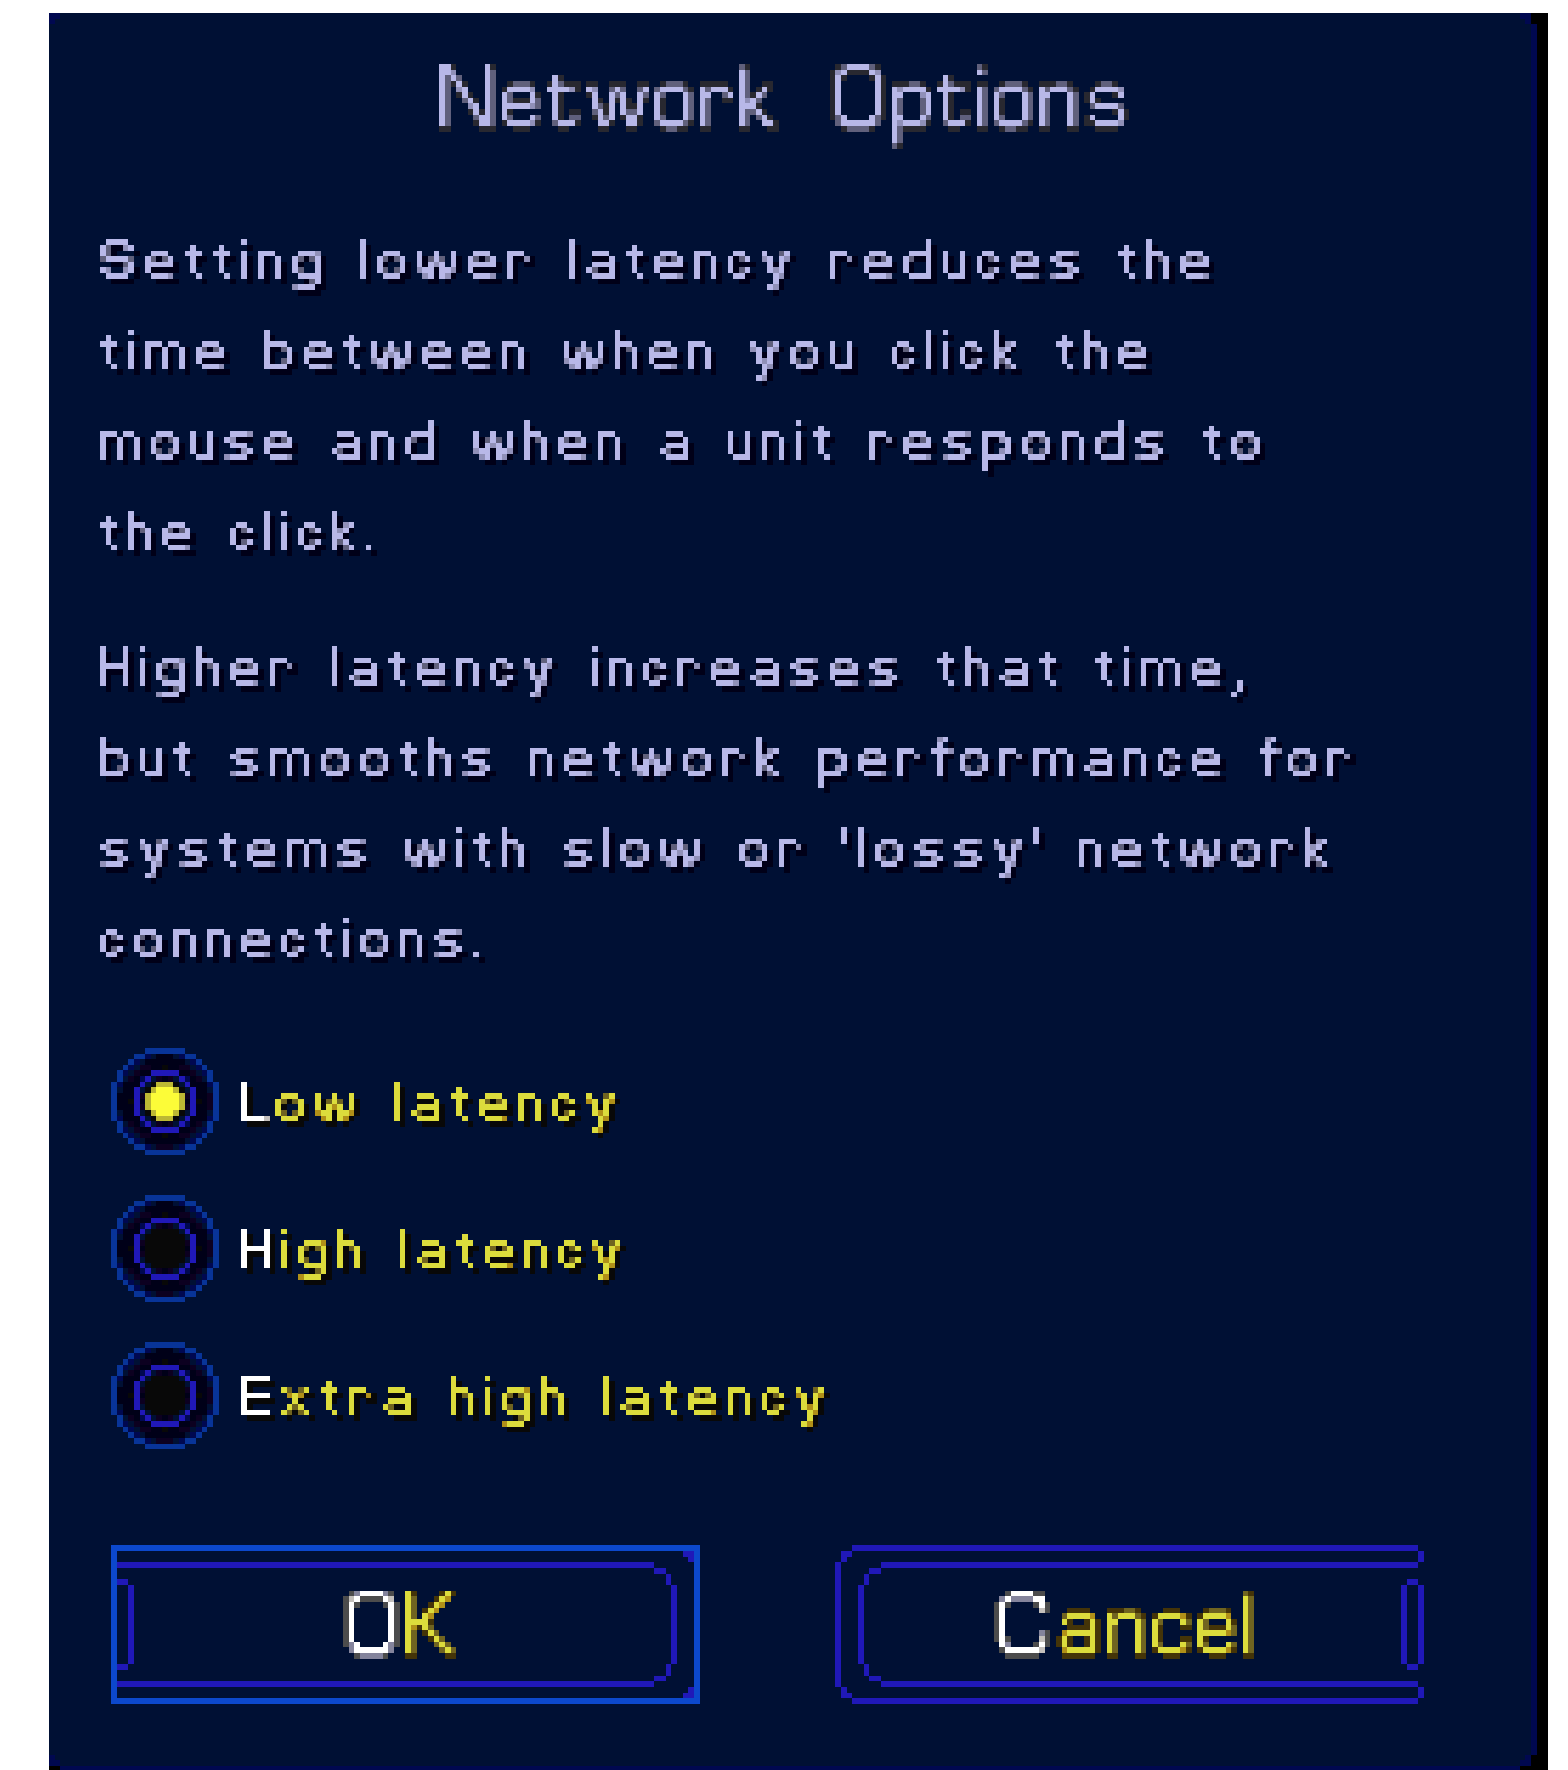 Network Options
Setting lower latency reduces the
time between when you click the
mouse and when a unit responds to
the click.
Higher latency increases that time,
but smooths network performance for
systems with slow or 'lossy' network
connections.
Low latency
High latency
Extra high latency
OK Cancel